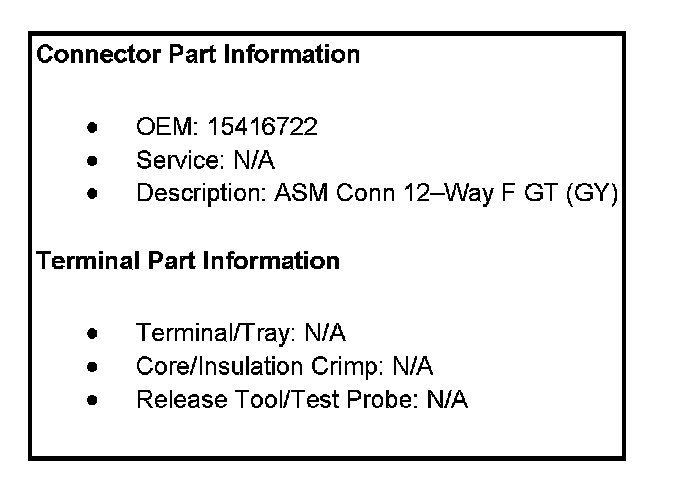 Connector Part Information
• OEM: 15416722
• Service: N/A
• Description: ASM Conn 12–Way F GT (GY)
Terminal Part Information
• Terminal/Tray: N/A
• Core/Insulation Crimp: N/A
• Release Tool/Test Probe: N/A